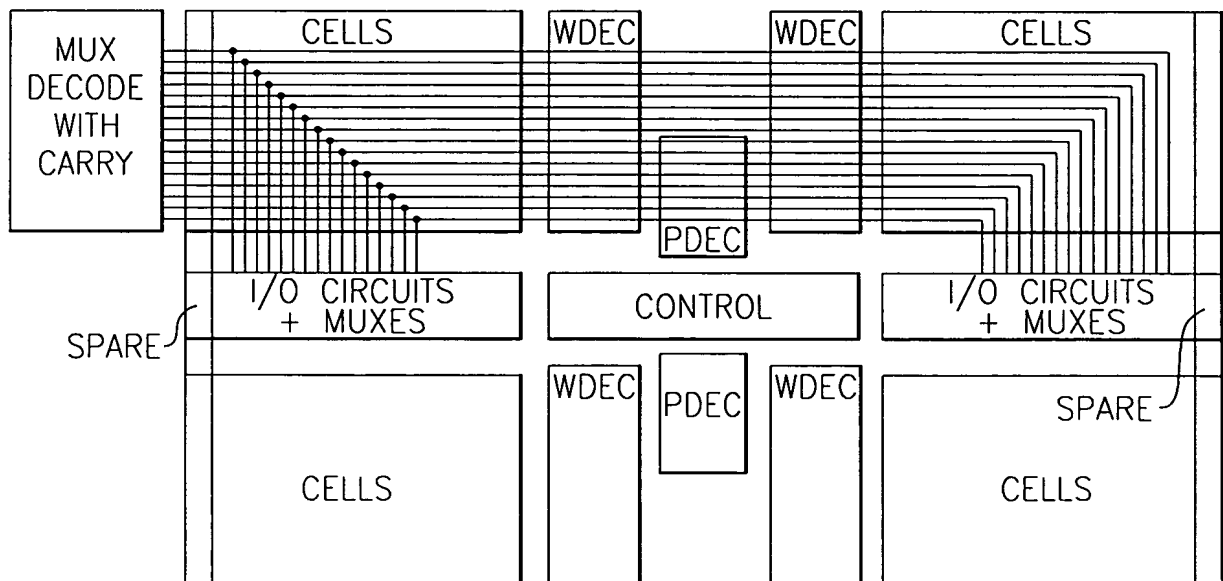 MUX
DECODE
WITH
CARRY
CELLS
WDEC
WDEC
CELLS
PDEC
I/O CIRCUITS
+ MUXES
CONTROL
I/O CIRCUITS
+ MUXES
SPARE
WDEC
PDEC
WDEC
SPARE
CELLS
CELLS